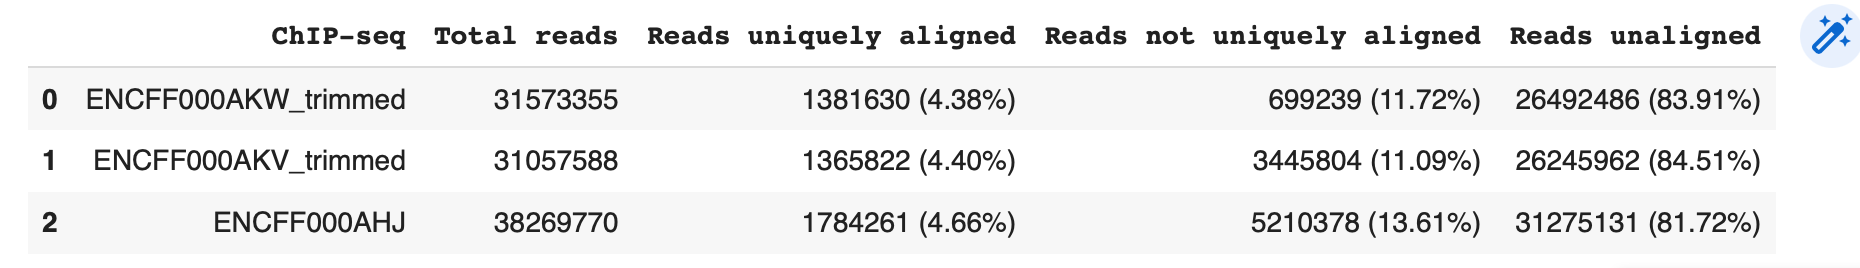 ChIP-seq Total reads Reads uniquely aligned Reads not uniquely aligned Reads unaligned
0 ENCFF000AKW_trimmed 31573355 1381630 (4.38%) 699239 (11.72%) 26492486 (83.91%)
1 ENCFF000AKV_trimmed 31057588 1365822 (4.40%) 3445804 (11.09%) 26245962 (84.51%)
2 ENCFF000AHJ 38269770 1784261 (4.66%) 5210378 (13.61%) 31275131 (81.72%)